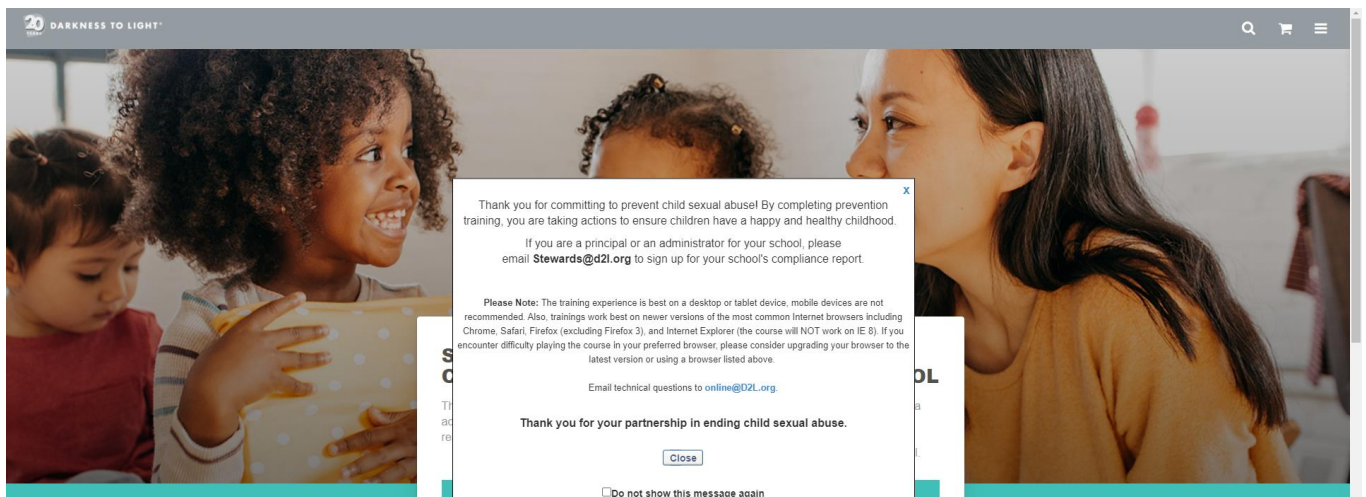 20 YEARS DARKNESS TO LIGHT
X
Thank you for committing to prevent child sexual abuse! By completing prevention
training, you are taking actions to ensure children have a happy and healthy childhood.
If you are a principal or an administrator for your school, please
email Stewards@d2l.org to sign up for your school's compliance report.
Please Note: The training experience is best on a desktop or tablet device, mobile devices are not
recommended. Also, trainings work best on newer versions of the most common Internet browsers including
Chrome, Safari, Firefox (excluding Firefox 3), and Internet Explorer (the course will NOT work on IE 8). If you
encounter difficulty playing the course in your preferred browser, please consider upgrading your browser to the
latest version or using a browser listed above.
Email technical questions to online@D2L.org.
Thank you for your partnership in ending child sexual abuse.
Close
Do not show this message again